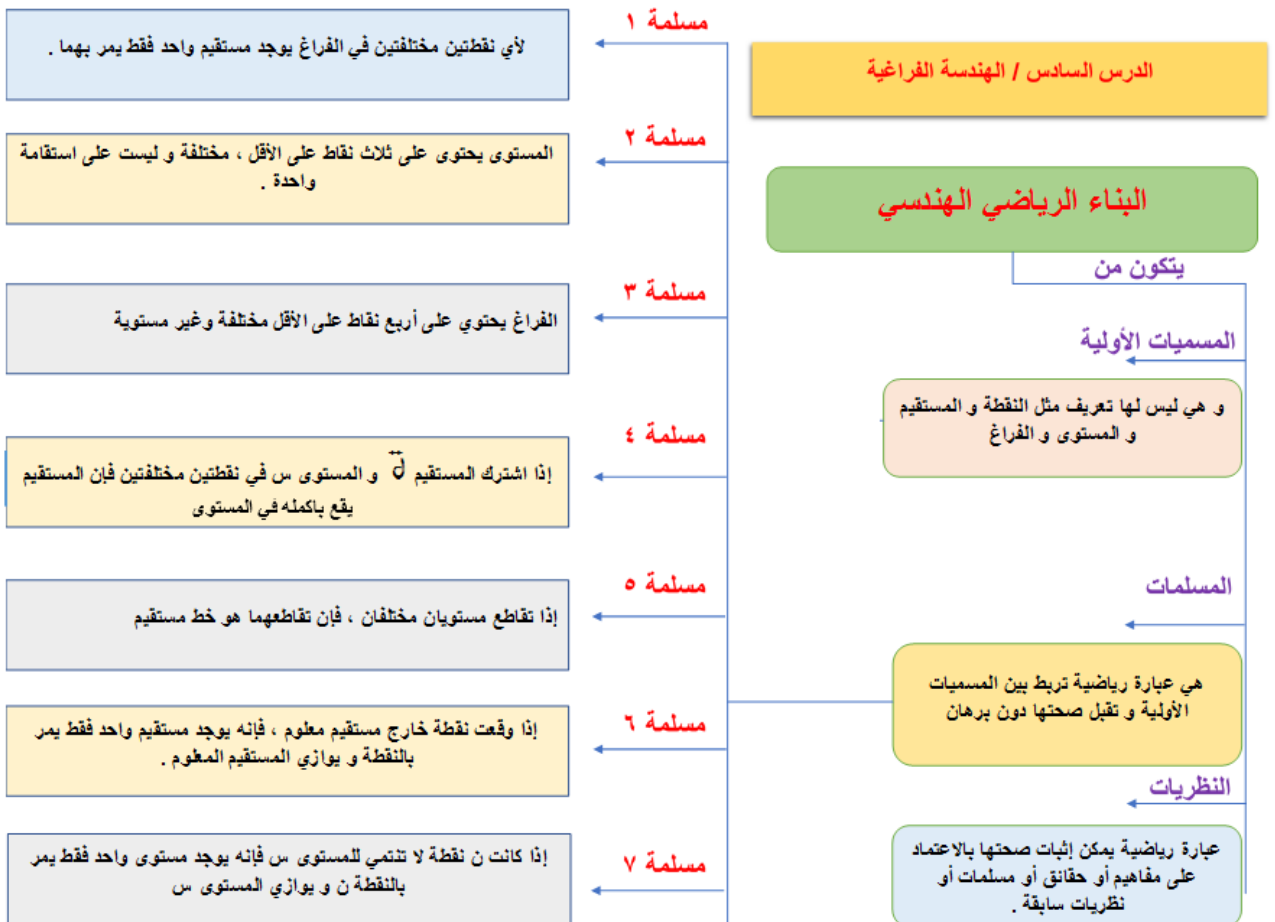 الدرس السادس / الهندسة الفراغية
البناء الرياضي الهندسي
يتكون من
المسميات الأولية
و هي ليس لها تعريف مثل النقطة و المستقيم
و المستوى و الفراغ
المسلمات
هي عبارة رياضية تربط بين المسميات
الأولية و تقبل صحتها دون برهان
النظريات
عبارة رياضية يمكن إثبات صحتها بالاعتماد
على مفاهيم أو حقائق أو مسلمات أو
نظريات سابقة .
مسلمة ١
لأي نقطتين مختلفتين في الفراغ يوجد مستقيم واحد فقط يمر بهما .
مسلمة ٢
المستوى يحتوى على ثلاث نقاط على الأقل ، مختلفة و ليست على استقامة
واحدة .
مسلمة ٣
الفراغ يحتوي على أربع نقاط على الأقل مختلفة وغير مستوية
مسلمة ٤
إذا اشترك المستقيم ل و المستوى س في نقطتين مختلفتين فإن المستقيم
يقع باكمله في المستوى
مسلمة ٥
إذا تقاطع مستويان مختلفان ، فإن تقاطعهما هو خط مستقيم
مسلمة ٦
إذا وقعت نقطة خارج مستقيم معلوم ، فإنه يوجد مستقيم واحد فقط يمر
بالنقطة و يوازي المستقيم المعلوم .
مسلمة ٧
إذا كانت ن نقطة لا تنتمي للمستوى س فإنه يوجد مستوى واحد فقط يمر
بالنقطة ن و يوازي المستوى س